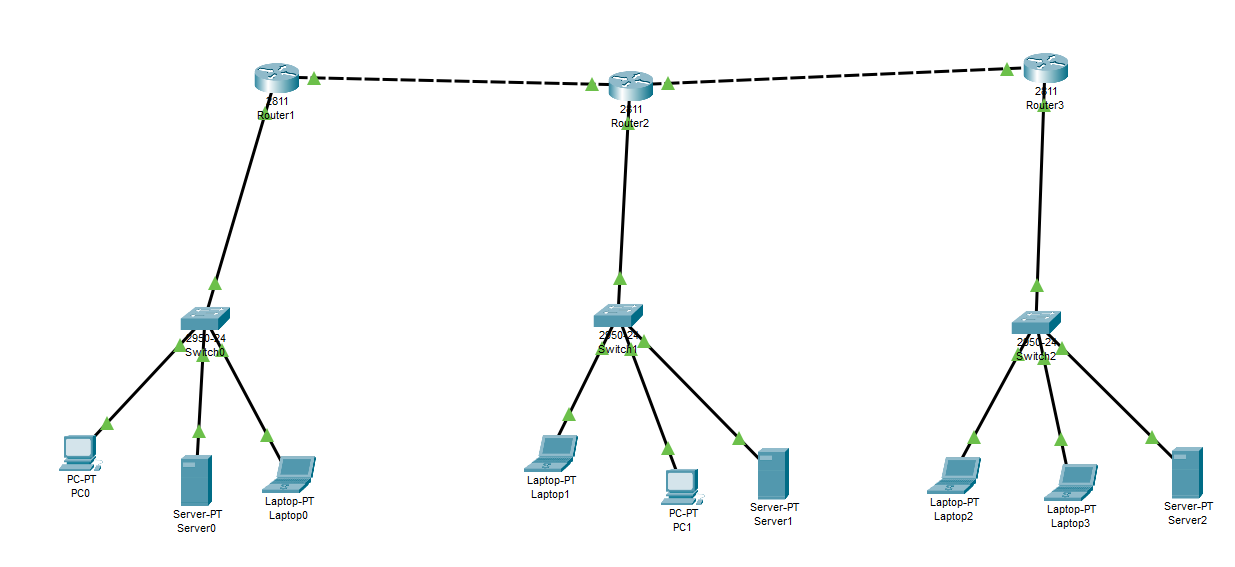 2811
Router1
2811
Router2
2811
Router3
2950-24
Switch0
2950-24
Switch1
2950-24
Switch2
PC-PT
PC0
Server-PT
Server0
Laptop-PT
Laptop0
Laptop-PT
Laptop1
PC-PT
PC1
Server-PT
Server1
Laptop-PT
Laptop2
Laptop-PT
Laptop3
Server-PT
Server2